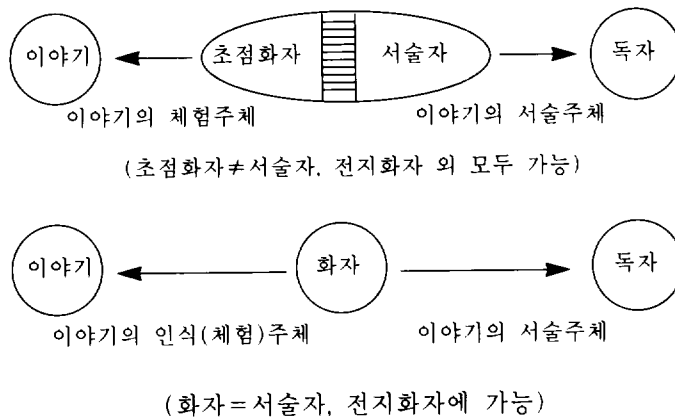 이야기 초점화자 서술자 독자
이야기의 체험주체 이야기의 서술주체
(초점화자≠서술자, 전지화자 외 모두 가능)
이야기 화자 독자
이야기의 인식(체험)주체 이야기의 서술주체
(화자=서술자, 전지화자에 가능)